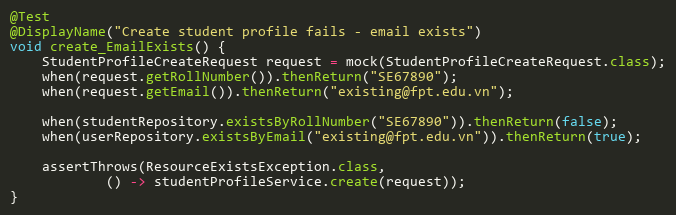 @Test
@DisplayName("Create student profile fails - email exists")
void create_EmailExists() {
    StudentProfileCreateRequest request = mock(StudentProfileCreateRequest.class);
    when(request.getRollNumber()).thenReturn("SE67890");
    when(request.getEmail()).thenReturn("existing@fpt.edu.vn");

    when(studentRepository.existsByRollNumber("SE67890")).thenReturn(false);
    when(userRepository.existsByEmail("existing@fpt.edu.vn")).thenReturn(true);

    assertThrows(ResourceExistsException.class,
            () -> studentProfileService.create(request));
}